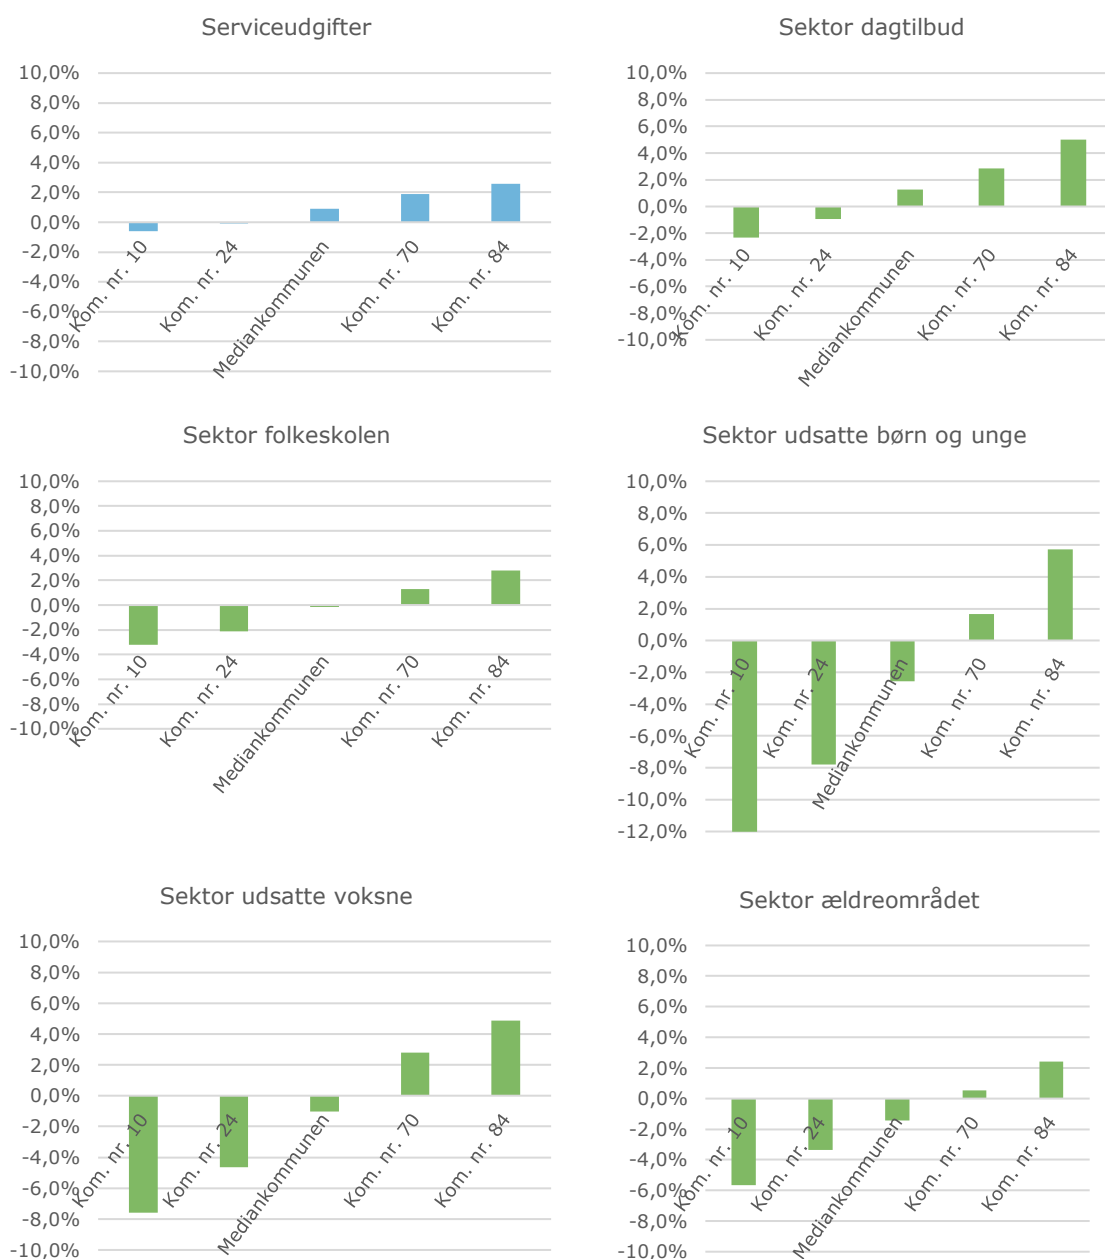 Serviceudgifter
10,0%
8,0%
6,0%
4,0%
2,0%
0,0%
-2,0%
-4,0%
-6,0%
-8,0%
-10,0%
Kom. nr. 10
Kom. nr. 24
Mediankommunen
Kom. nr. 70
Kom. nr. 84
Sektor dagtilbud
10,0%
8,0%
6,0%
4,0%
2,0%
0,0%
-2,0%
-4,0%
-6,0%
-8,0%
-10,0%
Kom. nr. 10
Kom. nr. 24
Mediankommunen
Kom. nr. 70
Kom. nr. 84
Sektor folkeskolen
10,0%
8,0%
6,0%
4,0%
2,0%
0,0%
-2,0%
-4,0%
-6,0%
-8,0%
-10,0%
Kom. nr. 10
Kom. nr. 24
Mediankommunen
Kom. nr. 70
Kom. nr. 84
Sektor udsatte børn og unge
10,0%
8,0%
6,0%
4,0%
2,0%
0,0%
-2,0%
-4,0%
-6,0%
-8,0%
-10,0%
-12,0%
Kom. nr. 10
Kom. nr. 24
Mediankommunen
Kom. nr. 70
Kom. nr. 84
Sektor udsatte voksne
10,0%
8,0%
6,0%
4,0%
2,0%
0,0%
-2,0%
-4,0%
-6,0%
-8,0%
-10,0%
Kom. nr. 10
Kom. nr. 24
Mediankommunen
Kom. nr. 70
Kom. nr. 84
Sektor ældreområdet
10,0%
8,0%
6,0%
4,0%
2,0%
0,0%
-2,0%
-4,0%
-6,0%
-8,0%
-10,0%
Kom. nr. 10
Kom. nr. 24
Mediankommunen
Kom. nr. 70
Kom. nr. 84